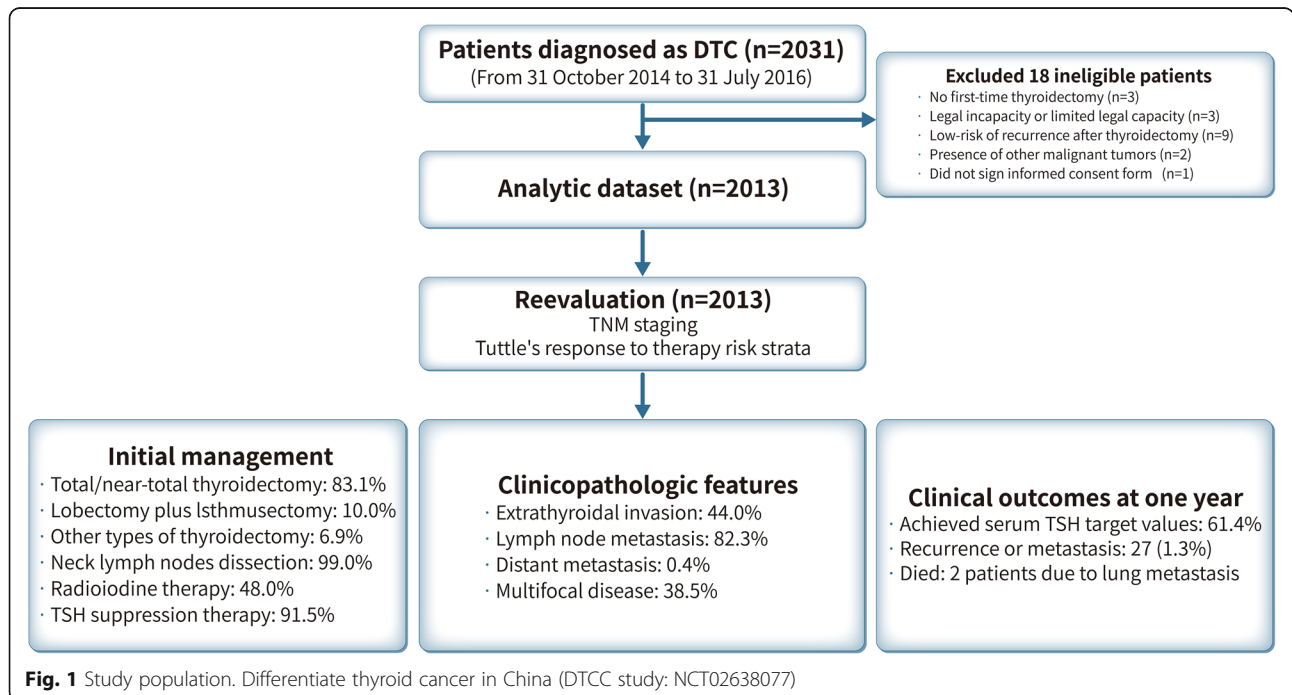 Patients diagnosed as DTC (n=2031)
(From 31 October 2014 to 31 July 2016)
Excluded 18 ineligible patients
· No first-time thyroidectomy (n=3)
· Legal incapacity or limited legal capacity (n=3)
· Low-risk of recurrence after thyroidectomy (n=9)
· Presence of other malignant tumors (n=2)
· Did not sign informed consent form (n=1)
Analytic dataset (n=2013)
Reevaluation (n=2013)
TNM staging
Tuttle's response to therapy risk strata
Initial management
· Total/near-total thyroidectomy: 83.1%
· Lobectomy plus lsthmusectomy: 10.0%
· Other types of thyroidectomy: 6.9%
· Neck lymph nodes dissection: 99.0%
· Radioiodine therapy: 48.0%
· TSH suppression therapy: 91.5%
Clinicopathologic features
· Extrathyroidal invasion: 44.0%
· Lymph node metastasis: 82.3%
· Distant metastasis: 0.4%
· Multifocal disease: 38.5%
Clinical outcomes at one year
· Achieved serum TSH target values: 61.4%
· Recurrence or metastasis: 27 (1.3%)
· Died: 2 patients due to lung metastasis
Fig. 1 Study population. Differentiate thyroid cancer in China (DTCC study: NCT02638077)